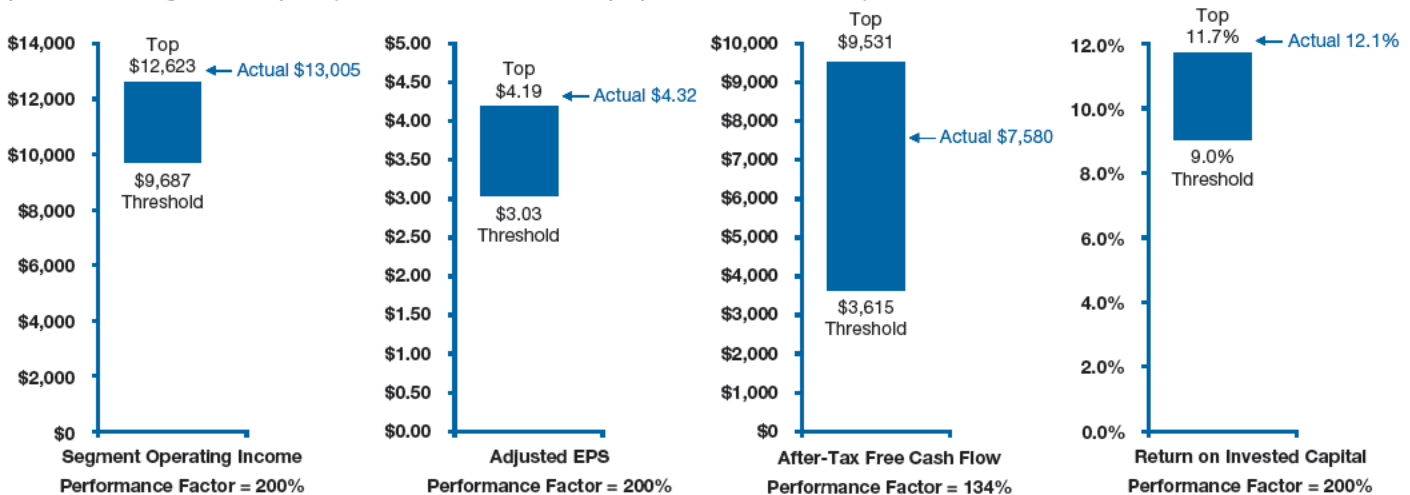 $14,000
$12,000
$10,000
$8,000
$6,000
$4,000
$2,000
$0
Top
$12,623
Actual $13,005
$9,687
Threshold
Segment Operating Income
Performance Factor = 200%
$5.00
$4.50
$4.00
$3.50
$3.00
$2.50
$2.00
$1.50
$1.00
$0.50
$0.00
Top
$4.19
Actual $4.32
$3.03
Threshold
Adjusted EPS
Performance Factor = 200%
$10,000
$9,000
$8,000
$7,000
$6,000
$5,000
$4,000
$3,000
$2,000
$1,000
$0
Top
$9,531
Actual $7,580
$3,615
Threshold
After-Tax Free Cash Flow
Performance Factor = 134%
12.0%
10.0%
8.0%
6.0%
4.0%
2.0%
0.0%
Top
11.7%
Actual 12.1%
9.0%
Threshold
Return on Invested Capital
Performance Factor = 200%